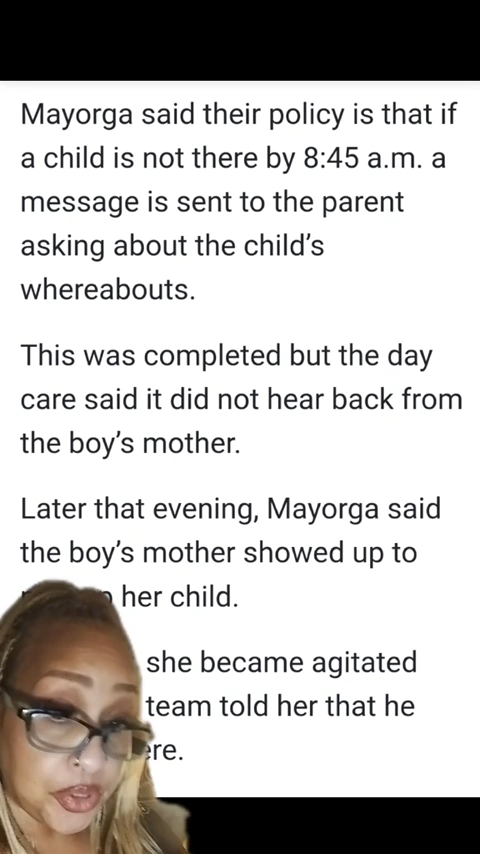 Mayorga said their policy is that if
a child is not there by 8:45 a.m. a
message is sent to the parent
asking about the child's
whereabouts.
This was completed but the day
care said it did not hear back from
the boy's mother.
Later that evening, Mayorga said
the boy's mother showed up to
her child.
she became agitated
team told her that he